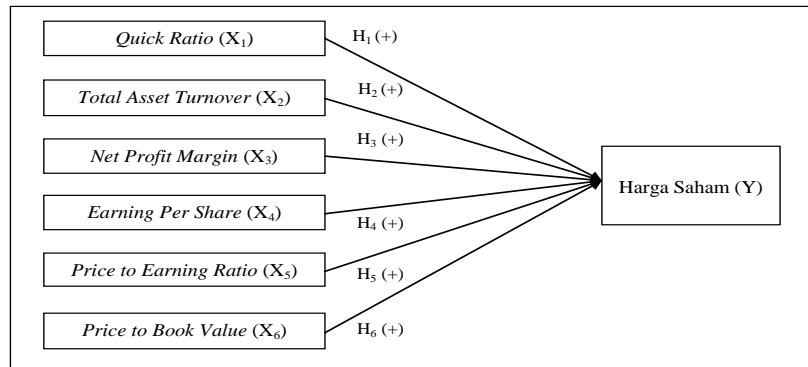 Quick Ratio (X₁)
H₁ (+)
Total Asset Turnover (X₂)
H₂ (+)
Net Profit Margin (X₃)
H₃ (+)
Harga Saham (Y)
Earning Per Share (X₄)
H₄ (+)
Price to Earning Ratio (X₅)
H₅ (+)
Price to Book Value (X₆)
H₆ (+)